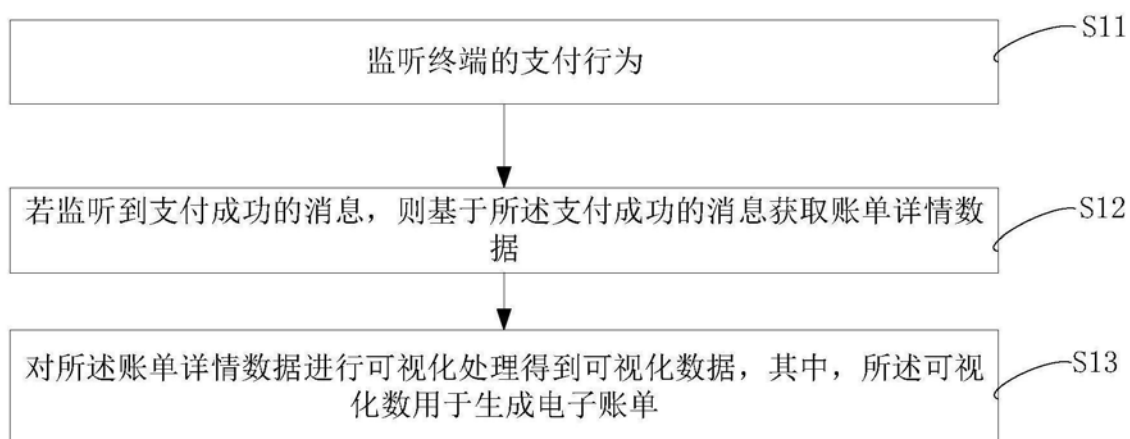 S11
监听终端的支付行为
若监听到支付成功的消息，则基于所述支付成功的消息获取账单详情数
据
S12
对所述账单详情数据进行可视化处理得到可视化数据，其中，所述可视
化数用于生成电子账单
S13